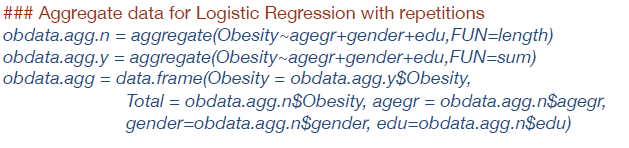 ### Aggregate data for Logistic Regression with repetitions
obdata.agg.n = aggregate(Obesity~agegr+gender+edu,FUN=length)
obdata.agg.y = aggregate(Obesity~agegr+gender+edu,FUN=sum)
obdata.agg = data.frame(Obesity = obdata.agg.y$Obesity,
Total = obdata.agg.n$Obesity, agegr = obdata.agg.n$agegr,
gender=obdata.agg.n$gender, edu=obdata.agg.n$edu)